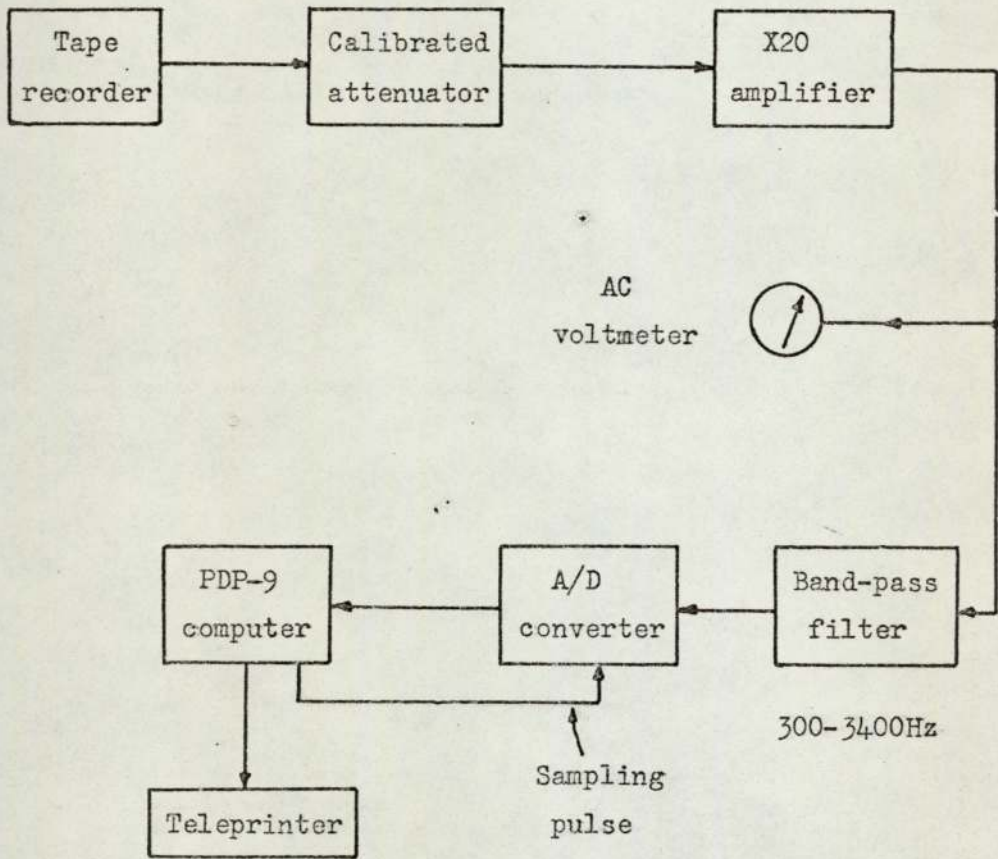 Tape
recorder
Calibrated
attenuator
X20
amplifier
AC
voltmeter
PDP-9
computer
A/D
converter
Band-pass
filter
300-3400Hz
Sampling
pulse
Teleprinter